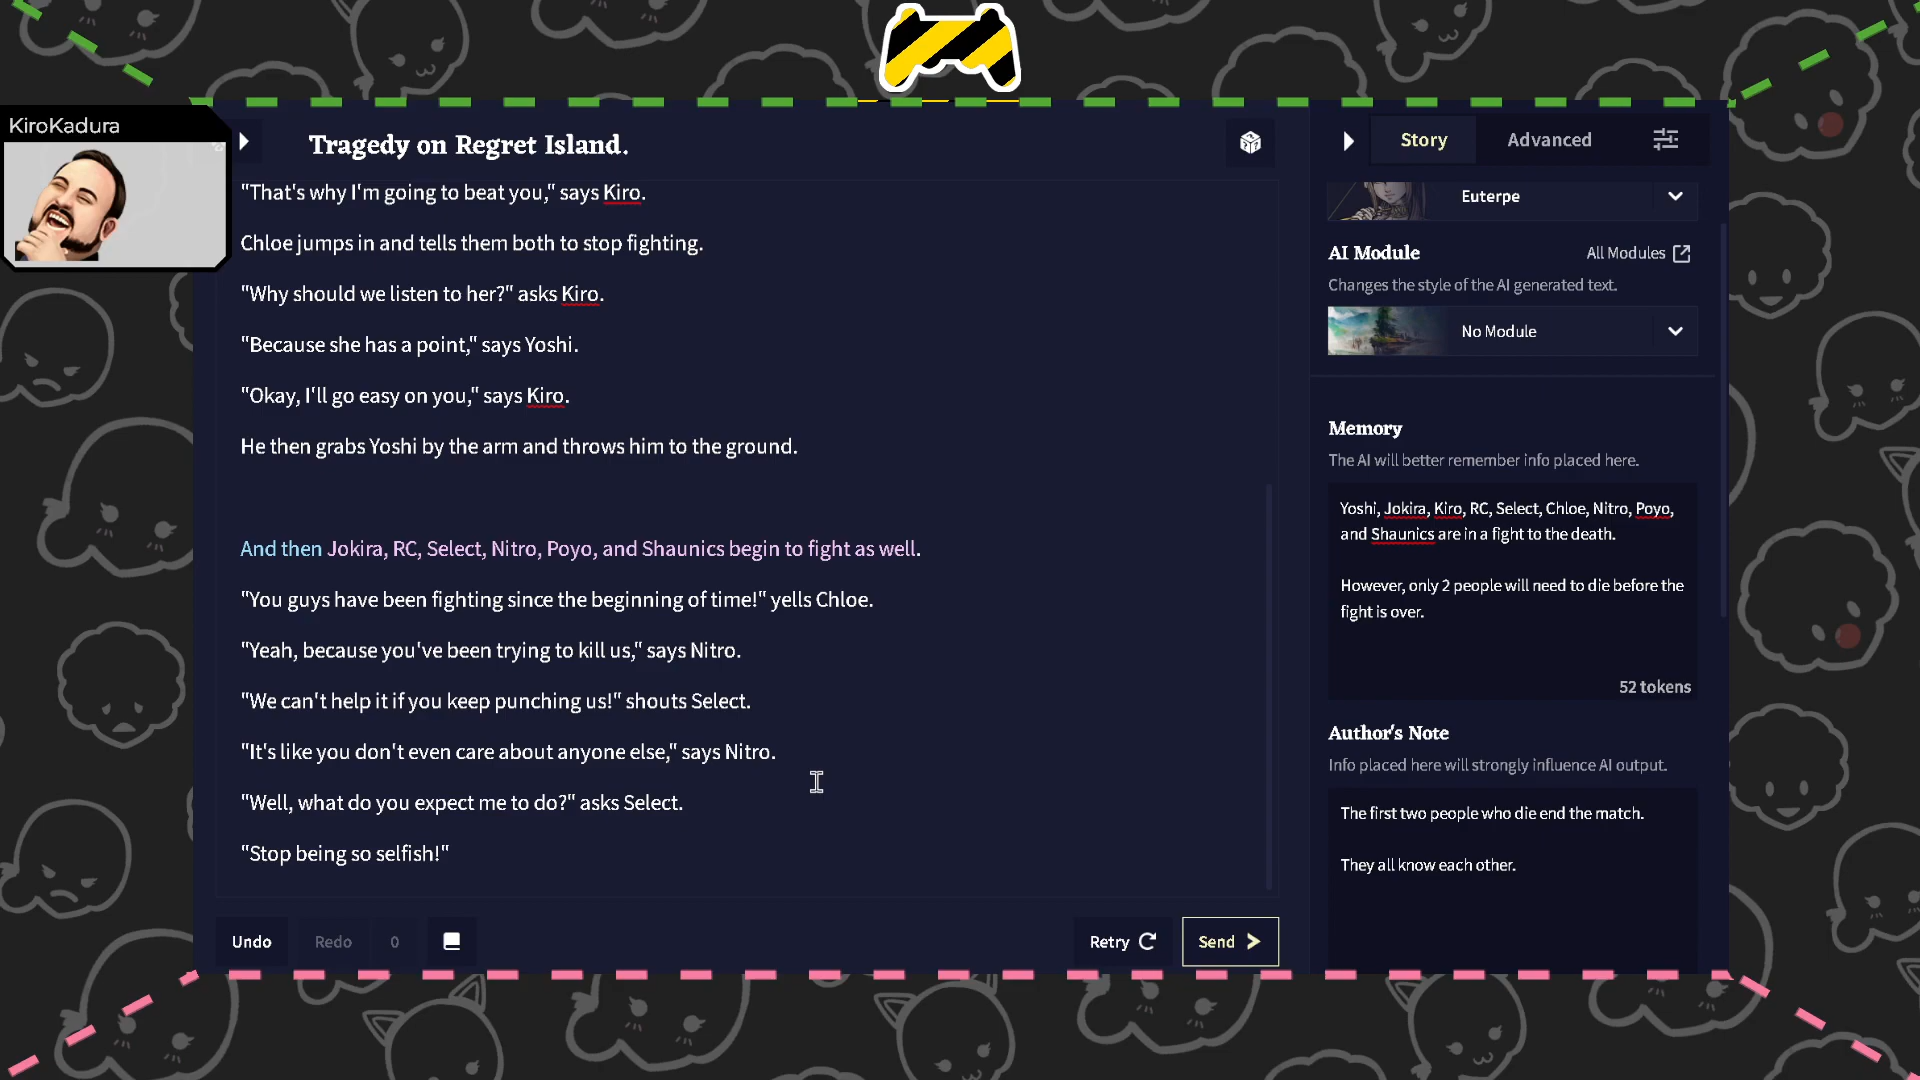 KiroKadura
Tragedy on Regret Island.
"That's why I'm going to beat you," says Kiro.
Chloe jumps in and tells them both to stop fighting.
"Why should we listen to her?" asks Kiro.
"Because she has a point," says Yoshi.
"Okay, I'll go easy on you," says Kiro.
He then grabs Yoshi by the arm and throws him to the ground.
And then Jokira, RC, Select, Nitro, Poyo, and Shaunics begin to fight as well.
"You guys have been fighting since the beginning of time!" yells Chloe.
"Yeah, because you've been trying to kill us," says Nitro.
"We can't help it if you keep punching us!" shouts Select.
"It's like you don't even care about anyone else," says Nitro.
"Well, what do you expect me to do?" asks Select.
"Stop being so selfish!"
Undo
Redo
0
Retry
Send
Story
Advanced
Euterpe
AI Module
All Modules
Changes the style of the AI generated text.
No Module
Memory
The AI will better remember info placed here.
Yoshi, Jokira, Kiro, RC, Select, Chloe, Nitro, Poyo,
and Shaunics are in a fight to the death.
However, only 2 people will need to die before the
fight is over.
52 tokens
Author's Note
Info placed here will strongly influence AI output.
The first two people who die end the match.
They all know each other.